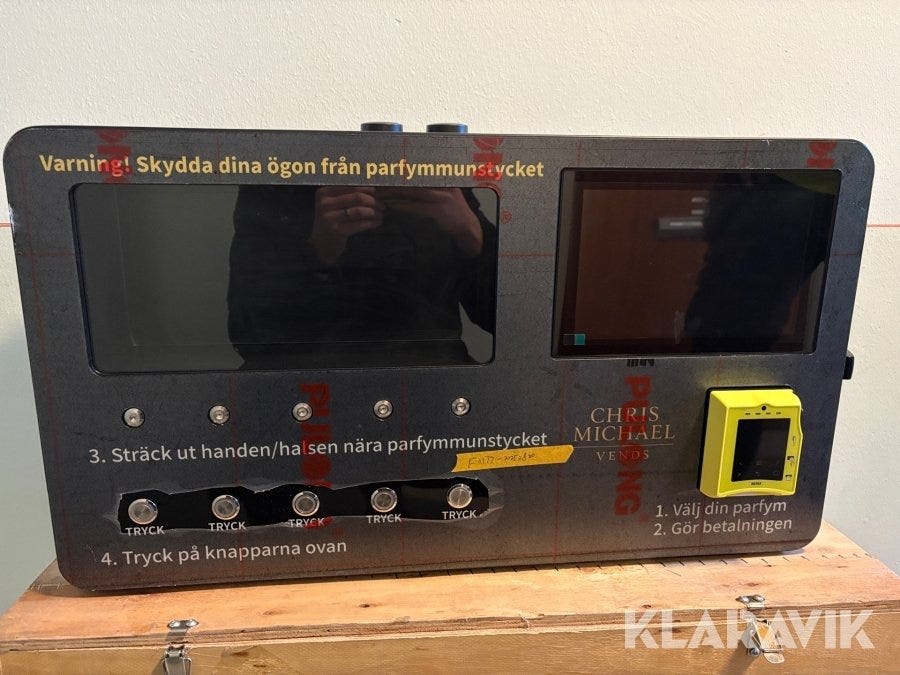 Varning! Skydda dina ögon från parfymmunstycket
3. Sträck ut handen/halsen nära parfymmunstycket
TRYCK TRYCK TRYCK TRYCK TRYCK
4. Tryck på knapparna ovan
CHRIS
MICHAEL
VENDS
1. Välj din parfym
2. Gör betalningen
PULONG
KLARAVIK